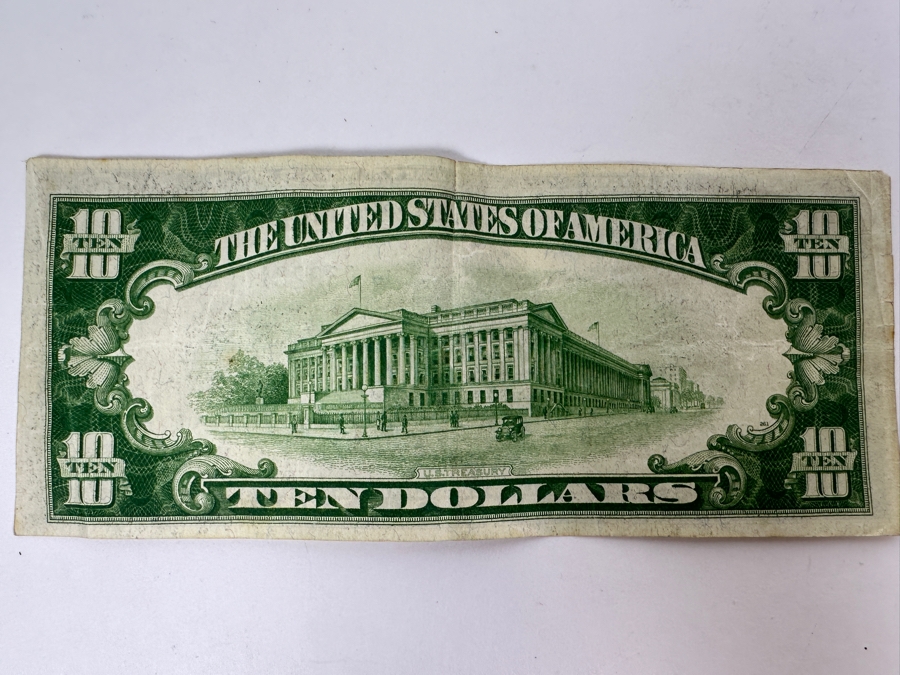 THE UNITED STATES OF AMERICA
10 TEN 10
10 TEN 10
10 TEN 10
10 TEN 10
261
U.S. TREASURY
TEN DOLLARS